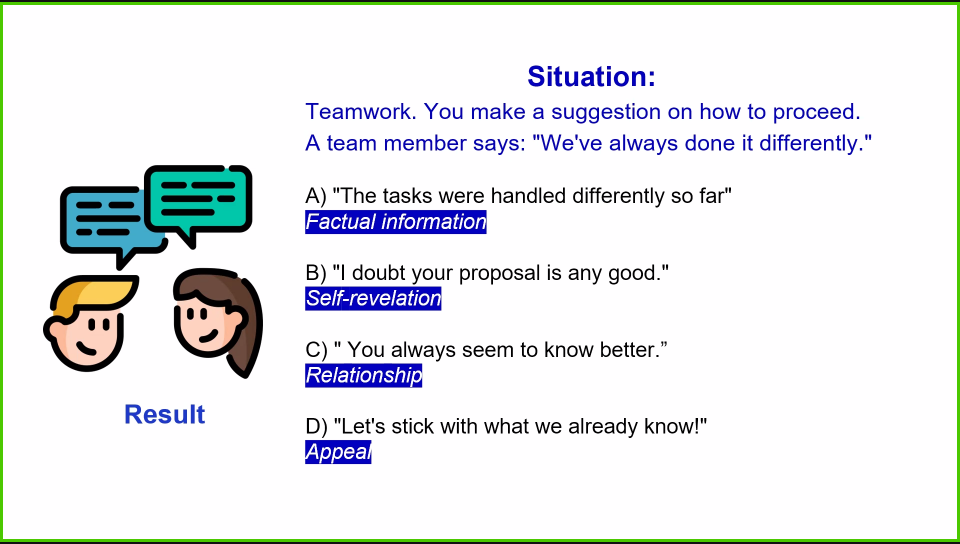 Situation:
Teamwork. You make a suggestion on how to proceed.
A team member says: "We've always done it differently."
A) "The tasks were handled differently so far"
Factual information
B) "I doubt your proposal is any good."
Self-revelation
C) " You always seem to know better.”
Relationship
D) "Let's stick with what we already know!"
Appeal
Result